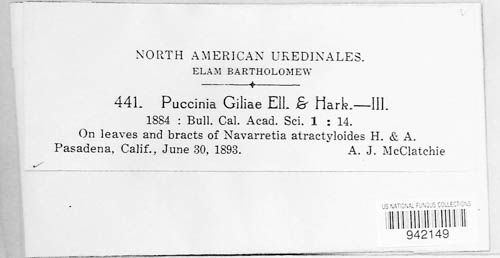 NORTH AMERICAN UREDINALES.
ELAM BARTHOLOMEW
441. Puccinia Giliae Ell. & Hark.—III.
1884 : Bull. Cal. Acad. Sci. 1 : 14.
On leaves and bracts of Navarretia atractyloides H. & A.
Pasadena, Calif., June 30, 1893. A. J. McClatchie
US NATIONAL FUNGUS COLLECTIONS
942149